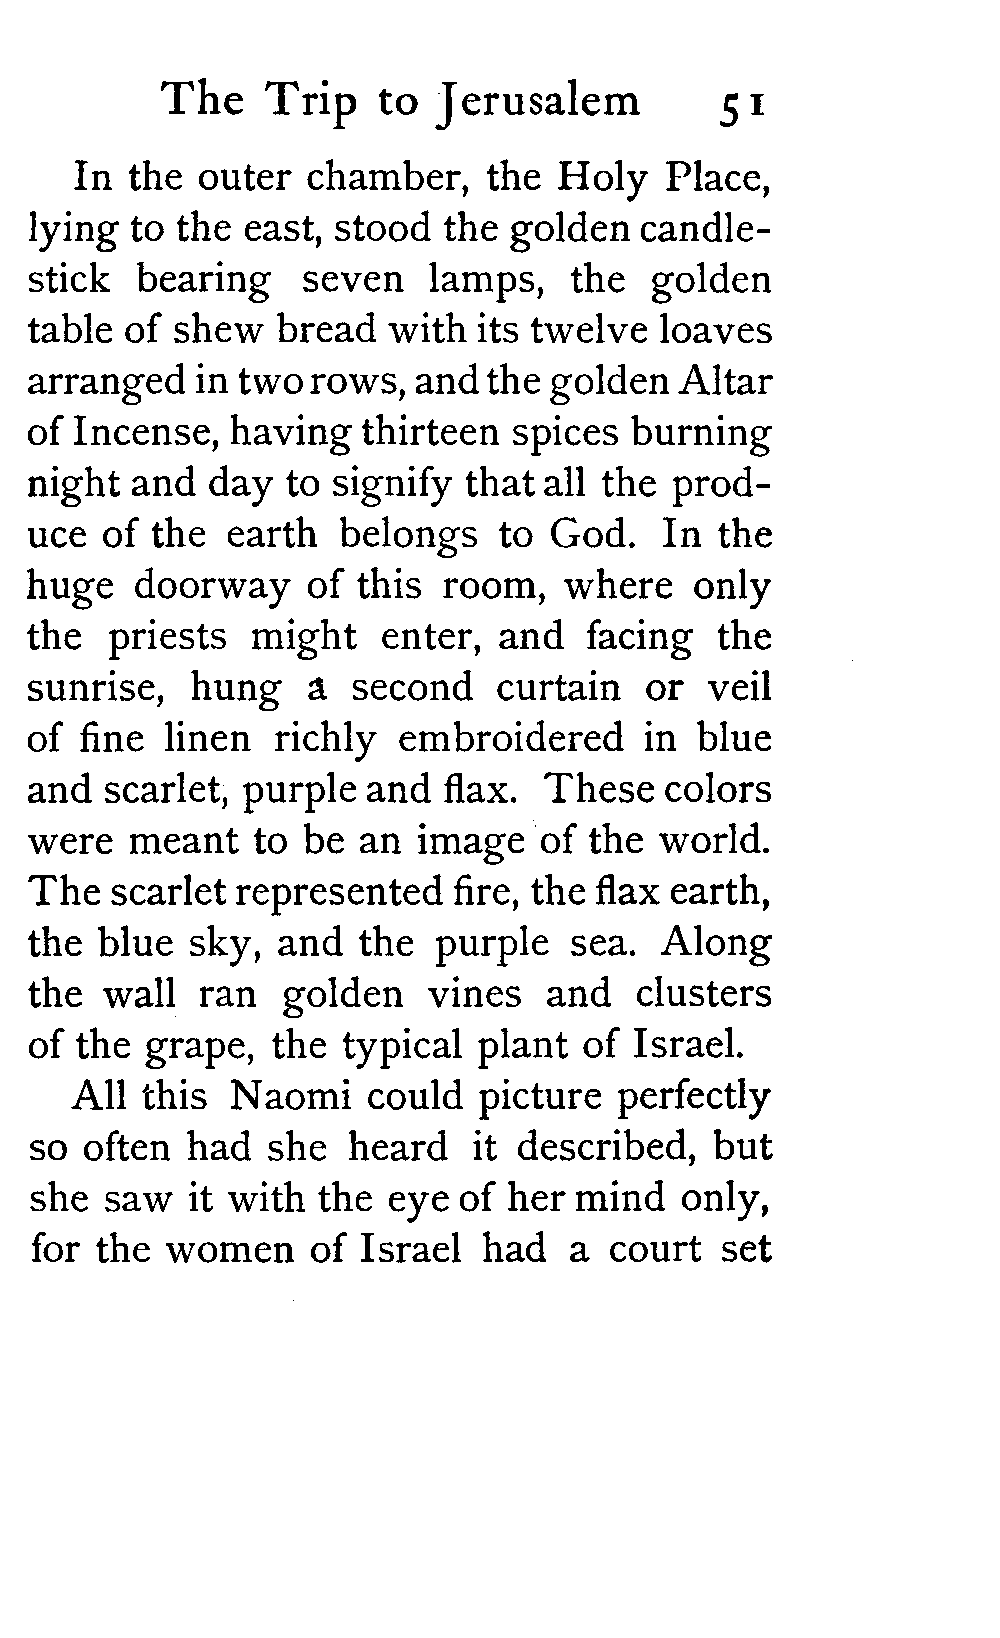 The Trip to Jerusalem 51
In the outer chamber, the Holy Place,
lying to the east, stood the golden candle-
stick bearing seven lamps, the golden
table of shew bread with its twelve loaves
arranged in two rows, and the golden Altar
of Incense, having thirteen spices burning
night and day to signify that all the prod-
uce of the earth belongs to God. In the
huge doorway of this room, where only
the priests might enter, and facing the
sunrise, hung a second curtain or veil
of fine linen richly embroidered in blue
and scarlet, purple and flax. These colors
were meant to be an image of the world.
The scarlet represented fire, the flax earth,
the blue sky, and the purple sea. Along
the wall ran golden vines and clusters
of the grape, the typical plant of Israel.
All this Naomi could picture perfectly
so often had she heard it described, but
she saw it with the eye of her mind only,
for the women of Israel had a court set